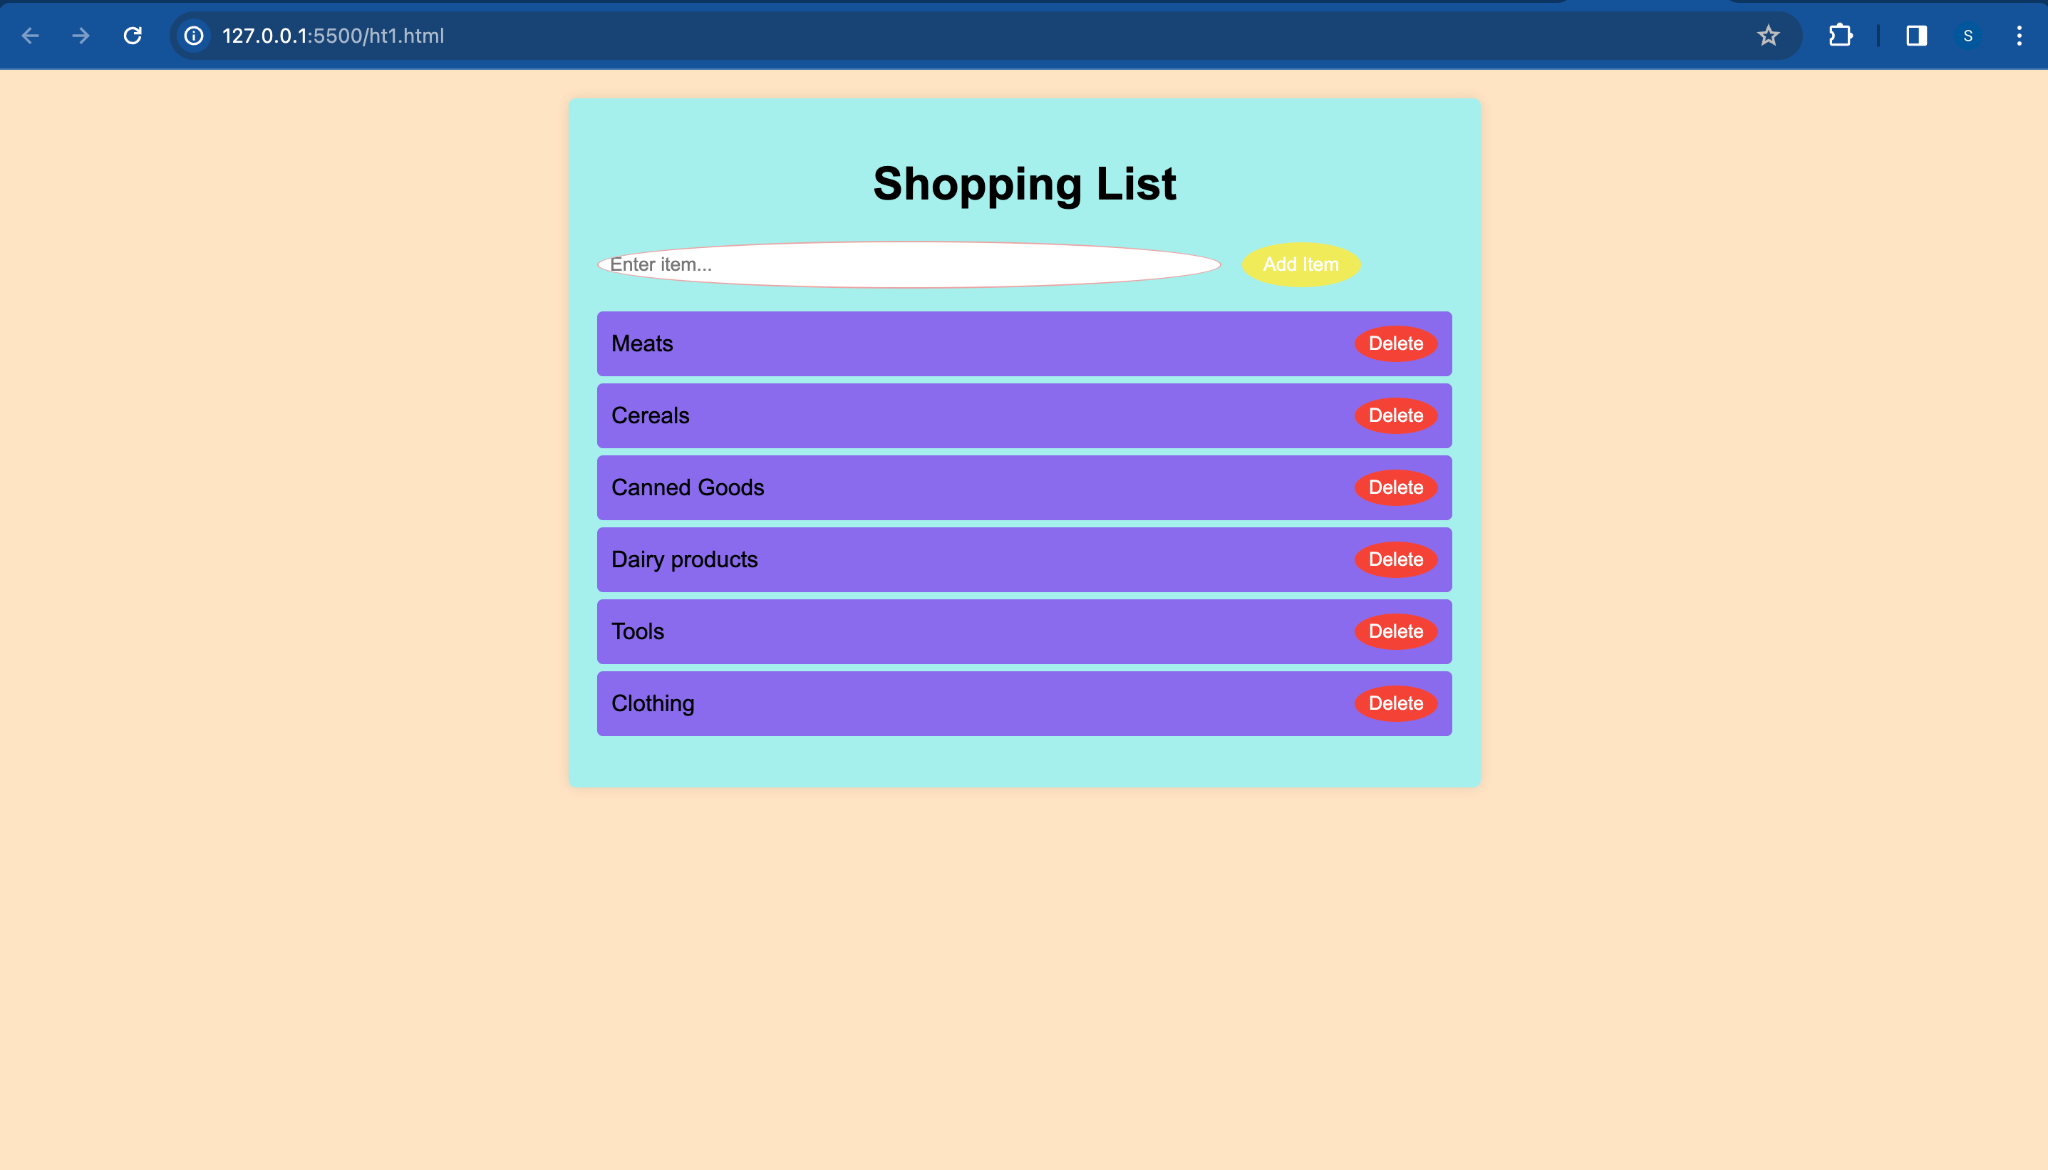 127.0.0.1:5500/ht1.html
S
Shopping List
Enter item... Add Item
Meats Delete
Cereals Delete
Canned Goods Delete
Dairy products Delete
Tools Delete
Clothing Delete